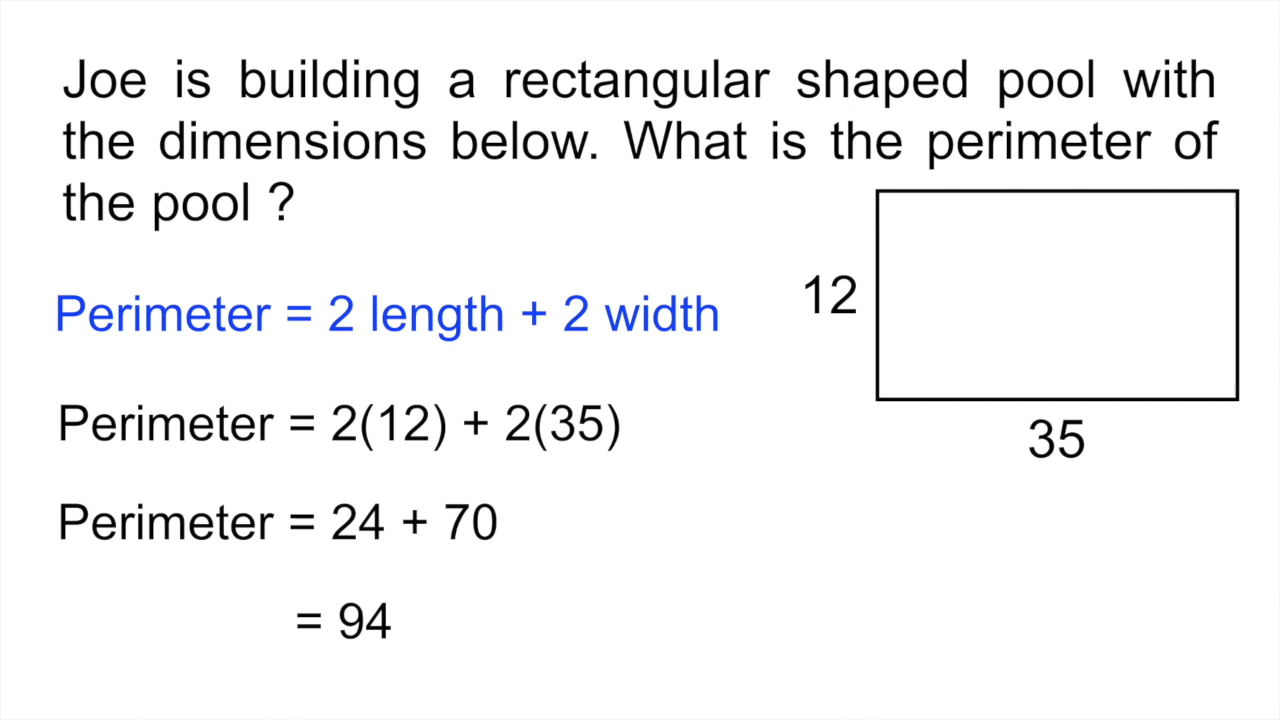 Joe is building a rectangular shaped pool with
the dimensions below. What is the perimeter of
the pool ?
Perimeter = 2 length + 2 width
12
Perimeter = 2(12) + 2(35)
35
Perimeter = 24 + 70
= 94